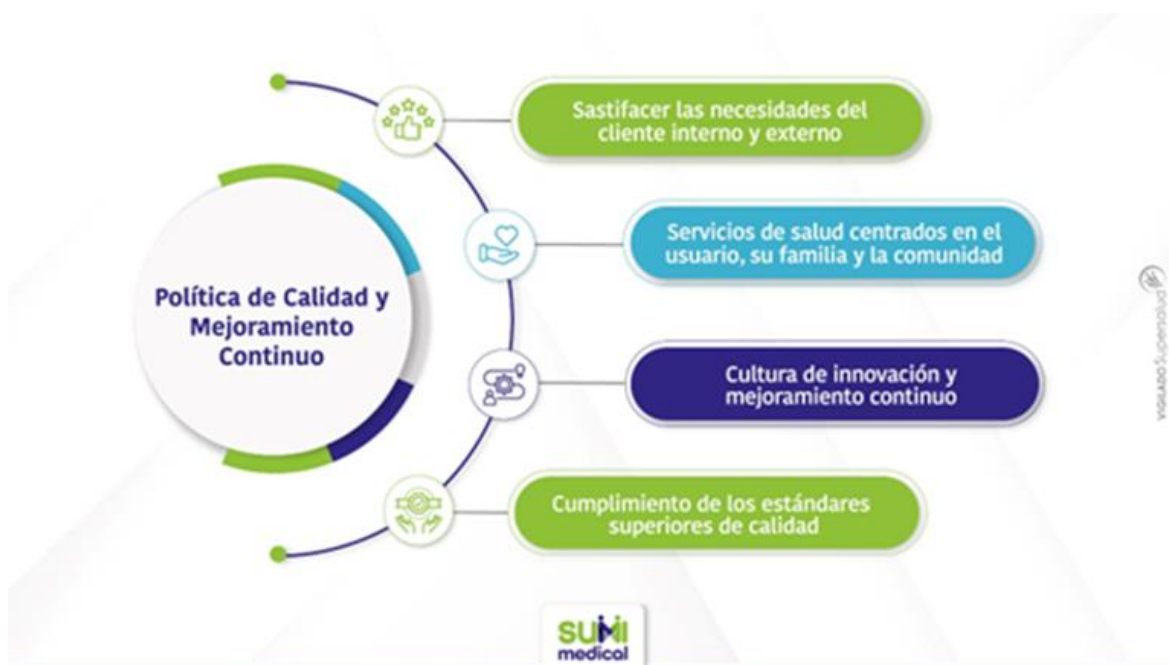 Sastifacer las necesidades del
cliente interno y externo
Servicios de salud centrados en el
usuario, su familia y la comunidad
Política de Calidad y
Mejoramiento
Continuo
Cultura de innovación y
mejoramiento continuo
Cumplimiento de los estándares
superiores de calidad
SUMI
medical